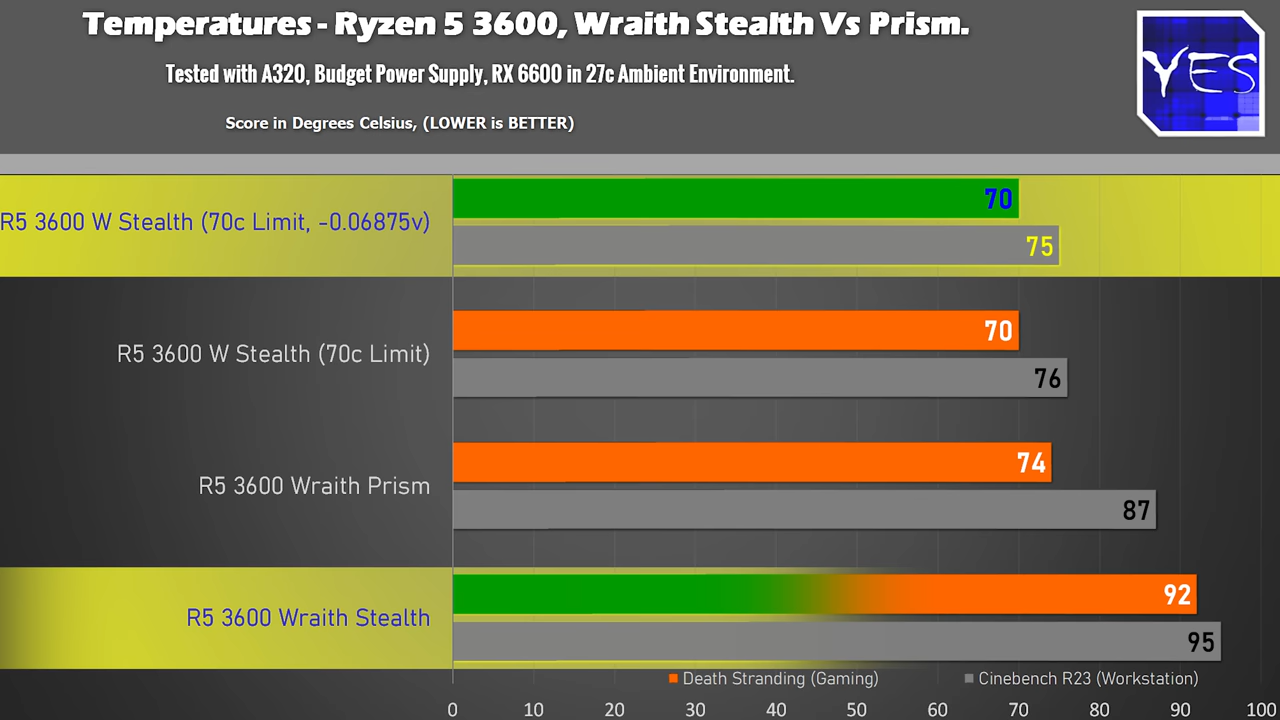 Temperatures - Ryzen 5 3600, Wraith Stealth Vs Prism.
Tested with A320, Budget Power Supply, RX 6600 in 27c Ambient Environment.
Score in Degrees Celsius, (LOWER is BETTER)
YES
R5 3600 W Stealth (70c Limit, -0.06875v)
70
75
R5 3600 W Stealth (70c Limit)
70
76
R5 3600 Wraith Prism
74
87
R5 3600 Wraith Stealth
92
95
Death Stranding (Gaming) Cinebench R23 (Workstation)
0 10 20 30 40 50 60 70 80 90 100